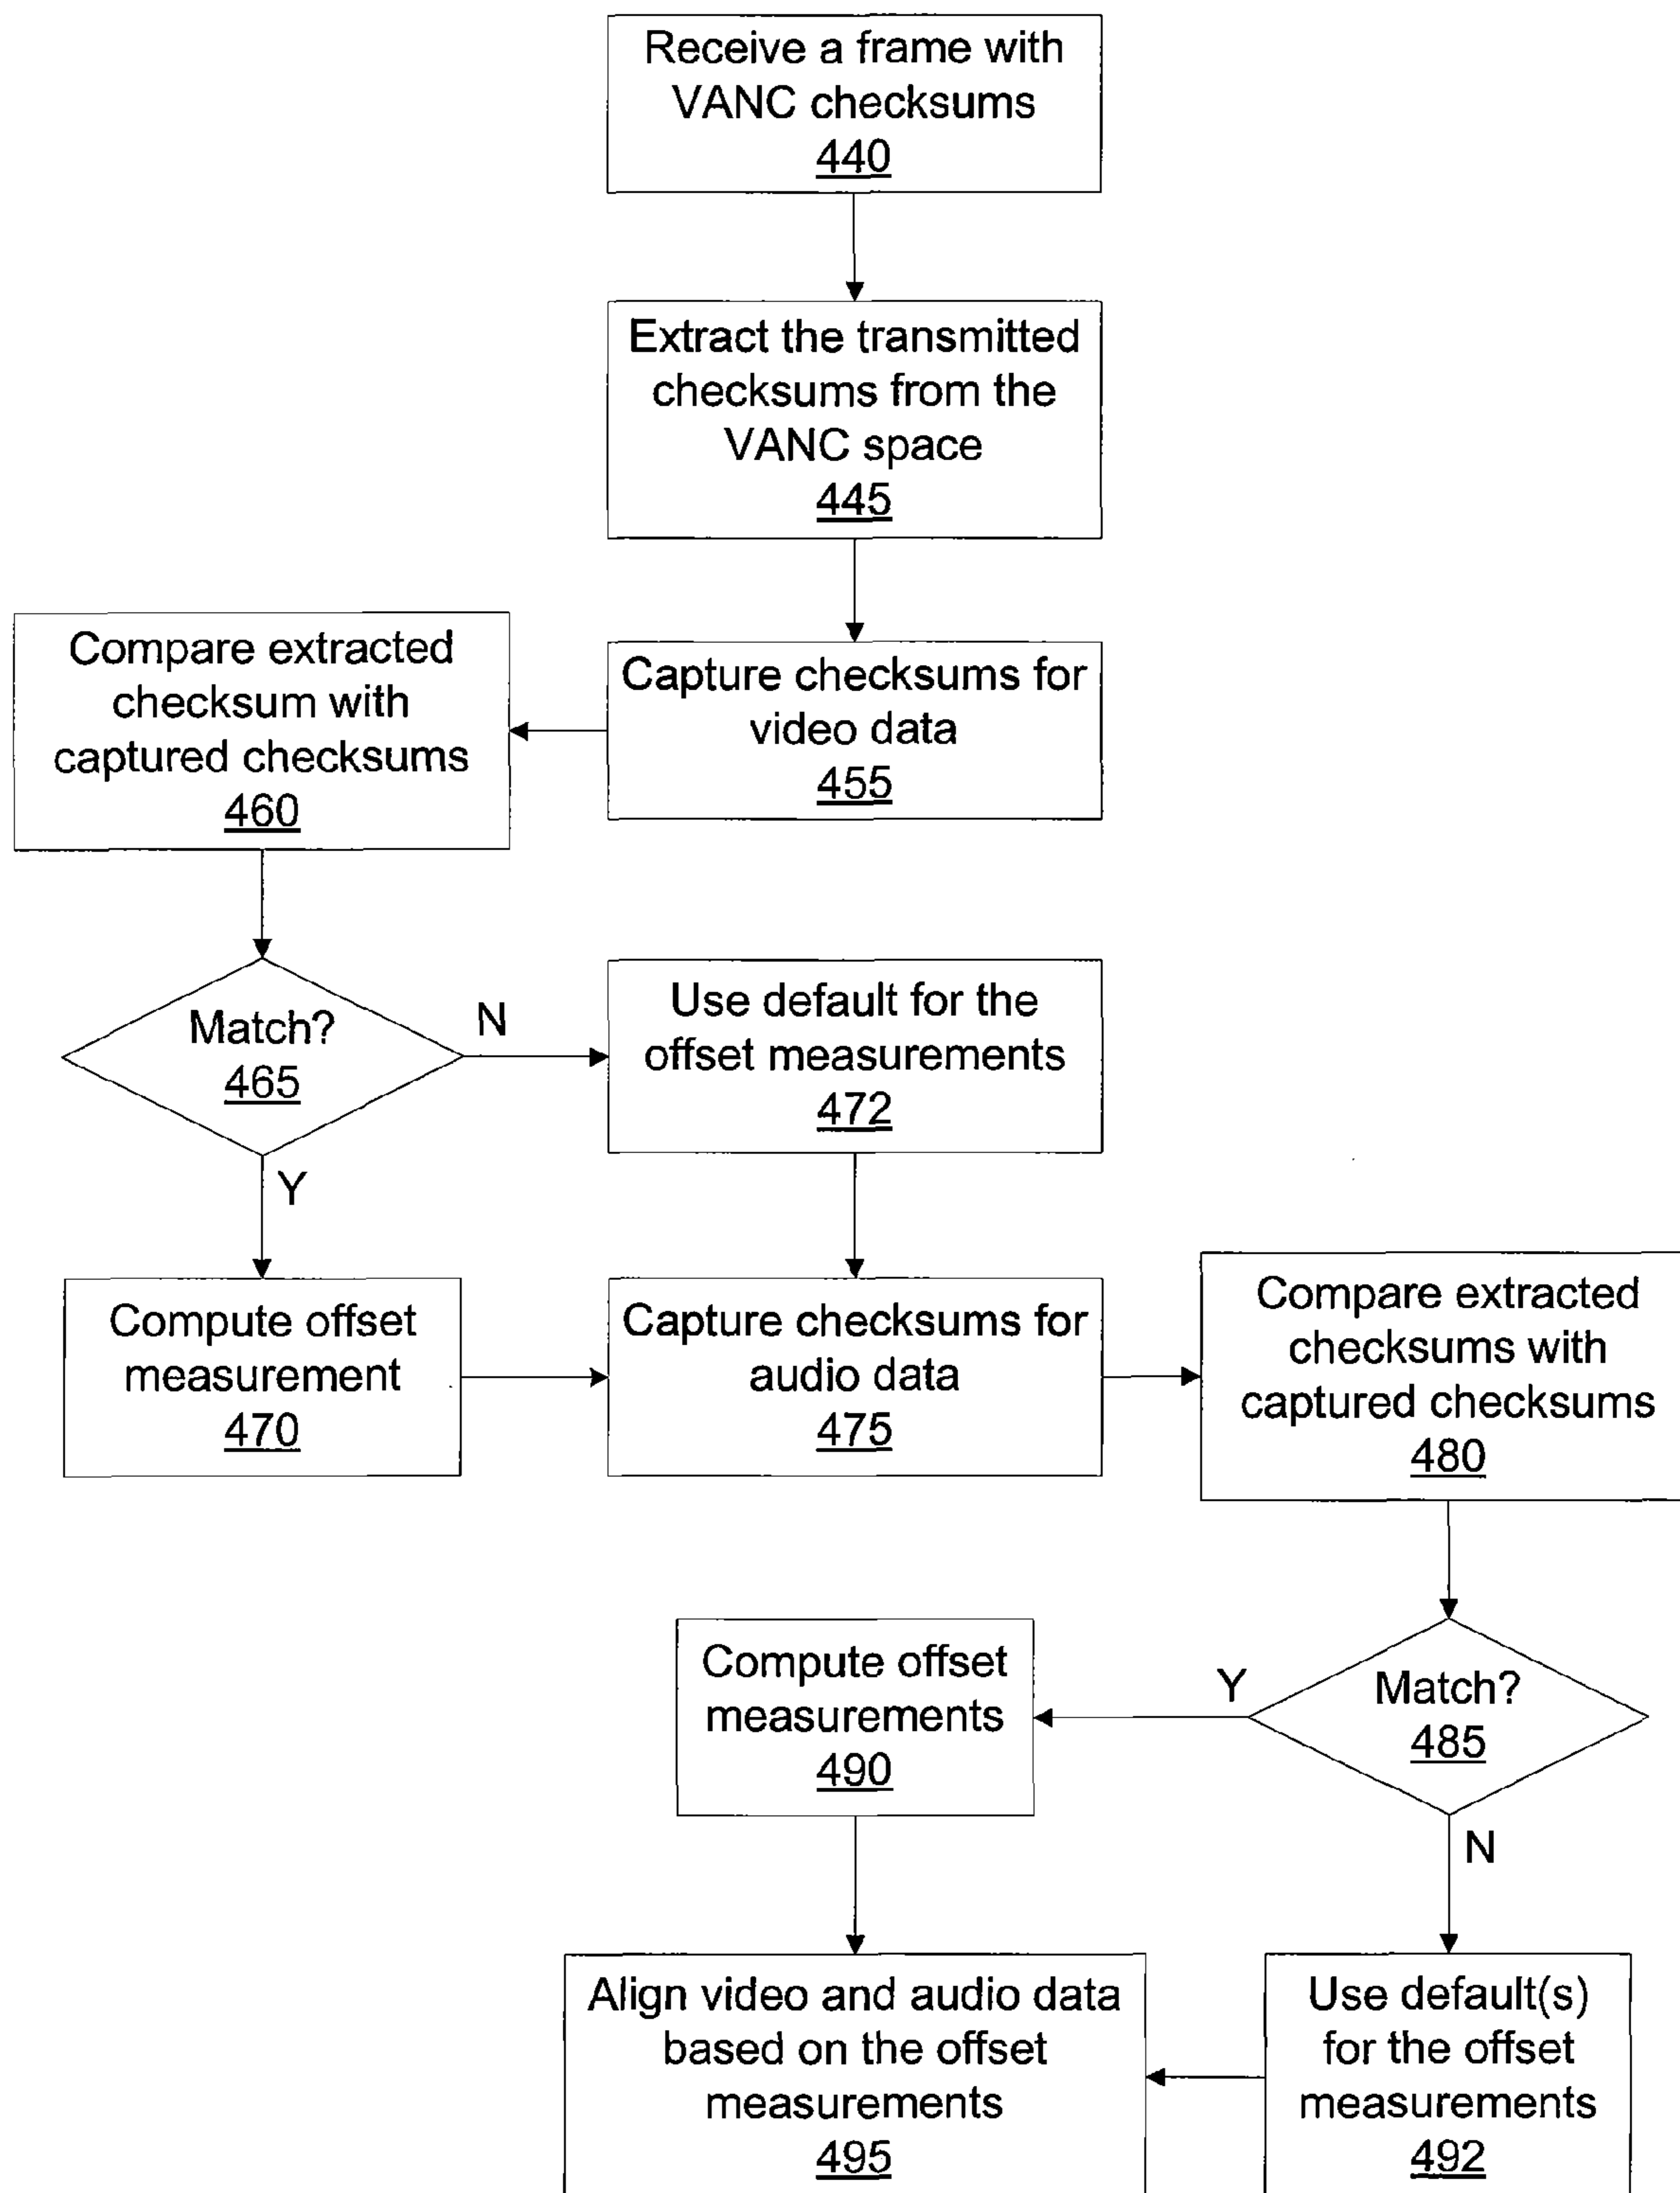 Receive a frame with
VANC checksums
440
Extract the transmitted
checksums from the
VANC space
445
Capture checksums for
video data
455
Compare extracted
checksum with
captured checksums
460
Match?
465
N
Y
Use default for the
offset measurements
472
Compute offset
measurement
470
Capture checksums for
audio data
475
Compare extracted
checksums with
captured checksums
480
Match?
485
Y
N
Compute offset
measurements
490
Use default(s)
for the offset
measurements
492
Align video and audio data
based on the offset
measurements
495